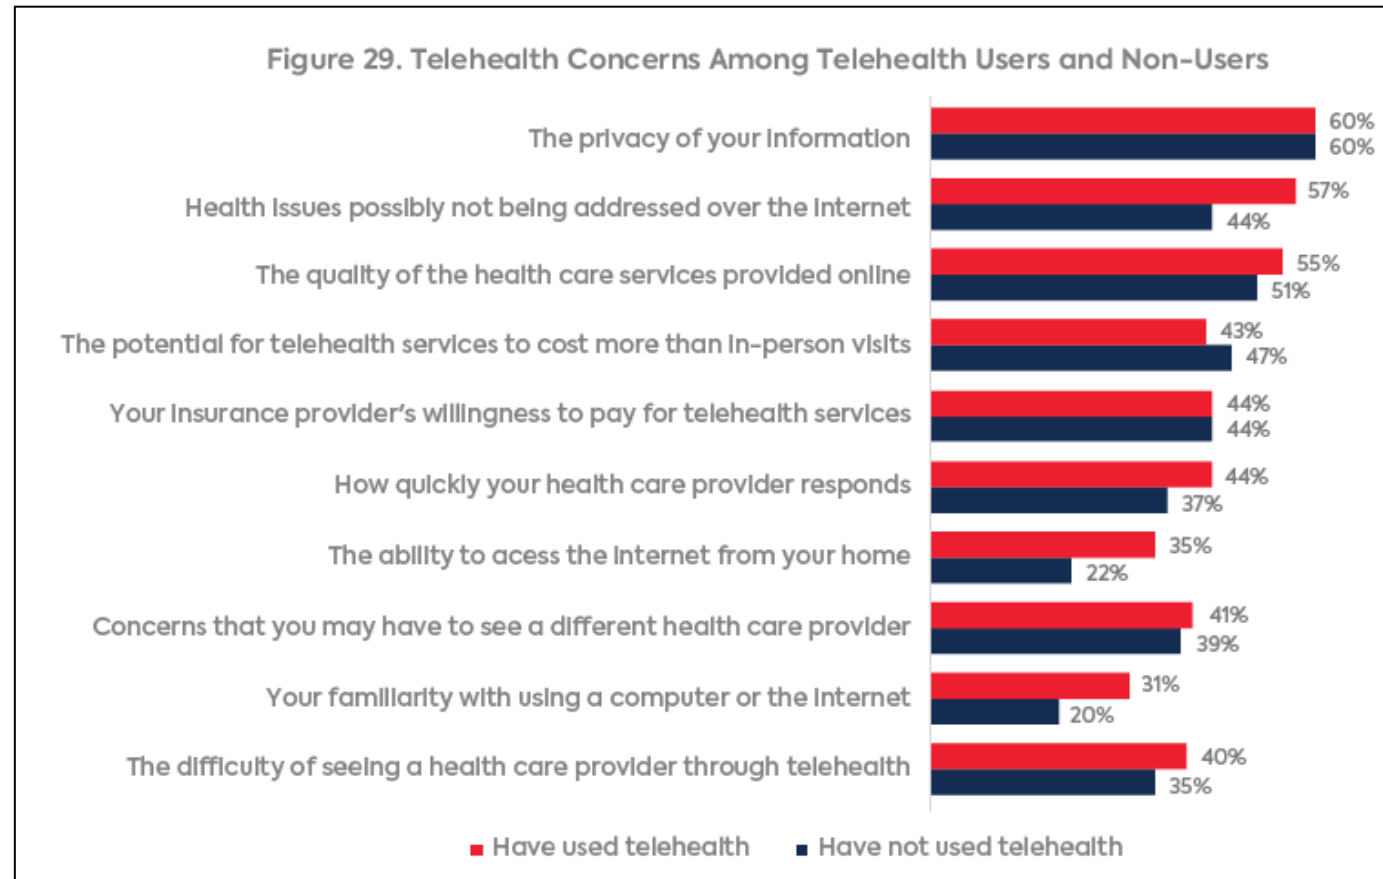 Figure 29. Telehealth Concerns Among Telehealth Users and Non-Users
The privacy of your information
60%
60%
Health issues possibly not being addressed over the internet
57%
44%
The quality of the health care services provided online
55%
51%
The potential for telehealth services to cost more than in-person visits
43%
47%
Your insurance provider's willingness to pay for telehealth services
44%
44%
How quickly your health care provider responds
44%
37%
The ability to acess the internet from your home
35%
22%
Concerns that you may have to see a different health care provider
41%
39%
Your familiarity with using a computer or the internet
31%
20%
The difficulty of seeing a health care provider through telehealth
40%
35%
Have used telehealth
Have not used telehealth